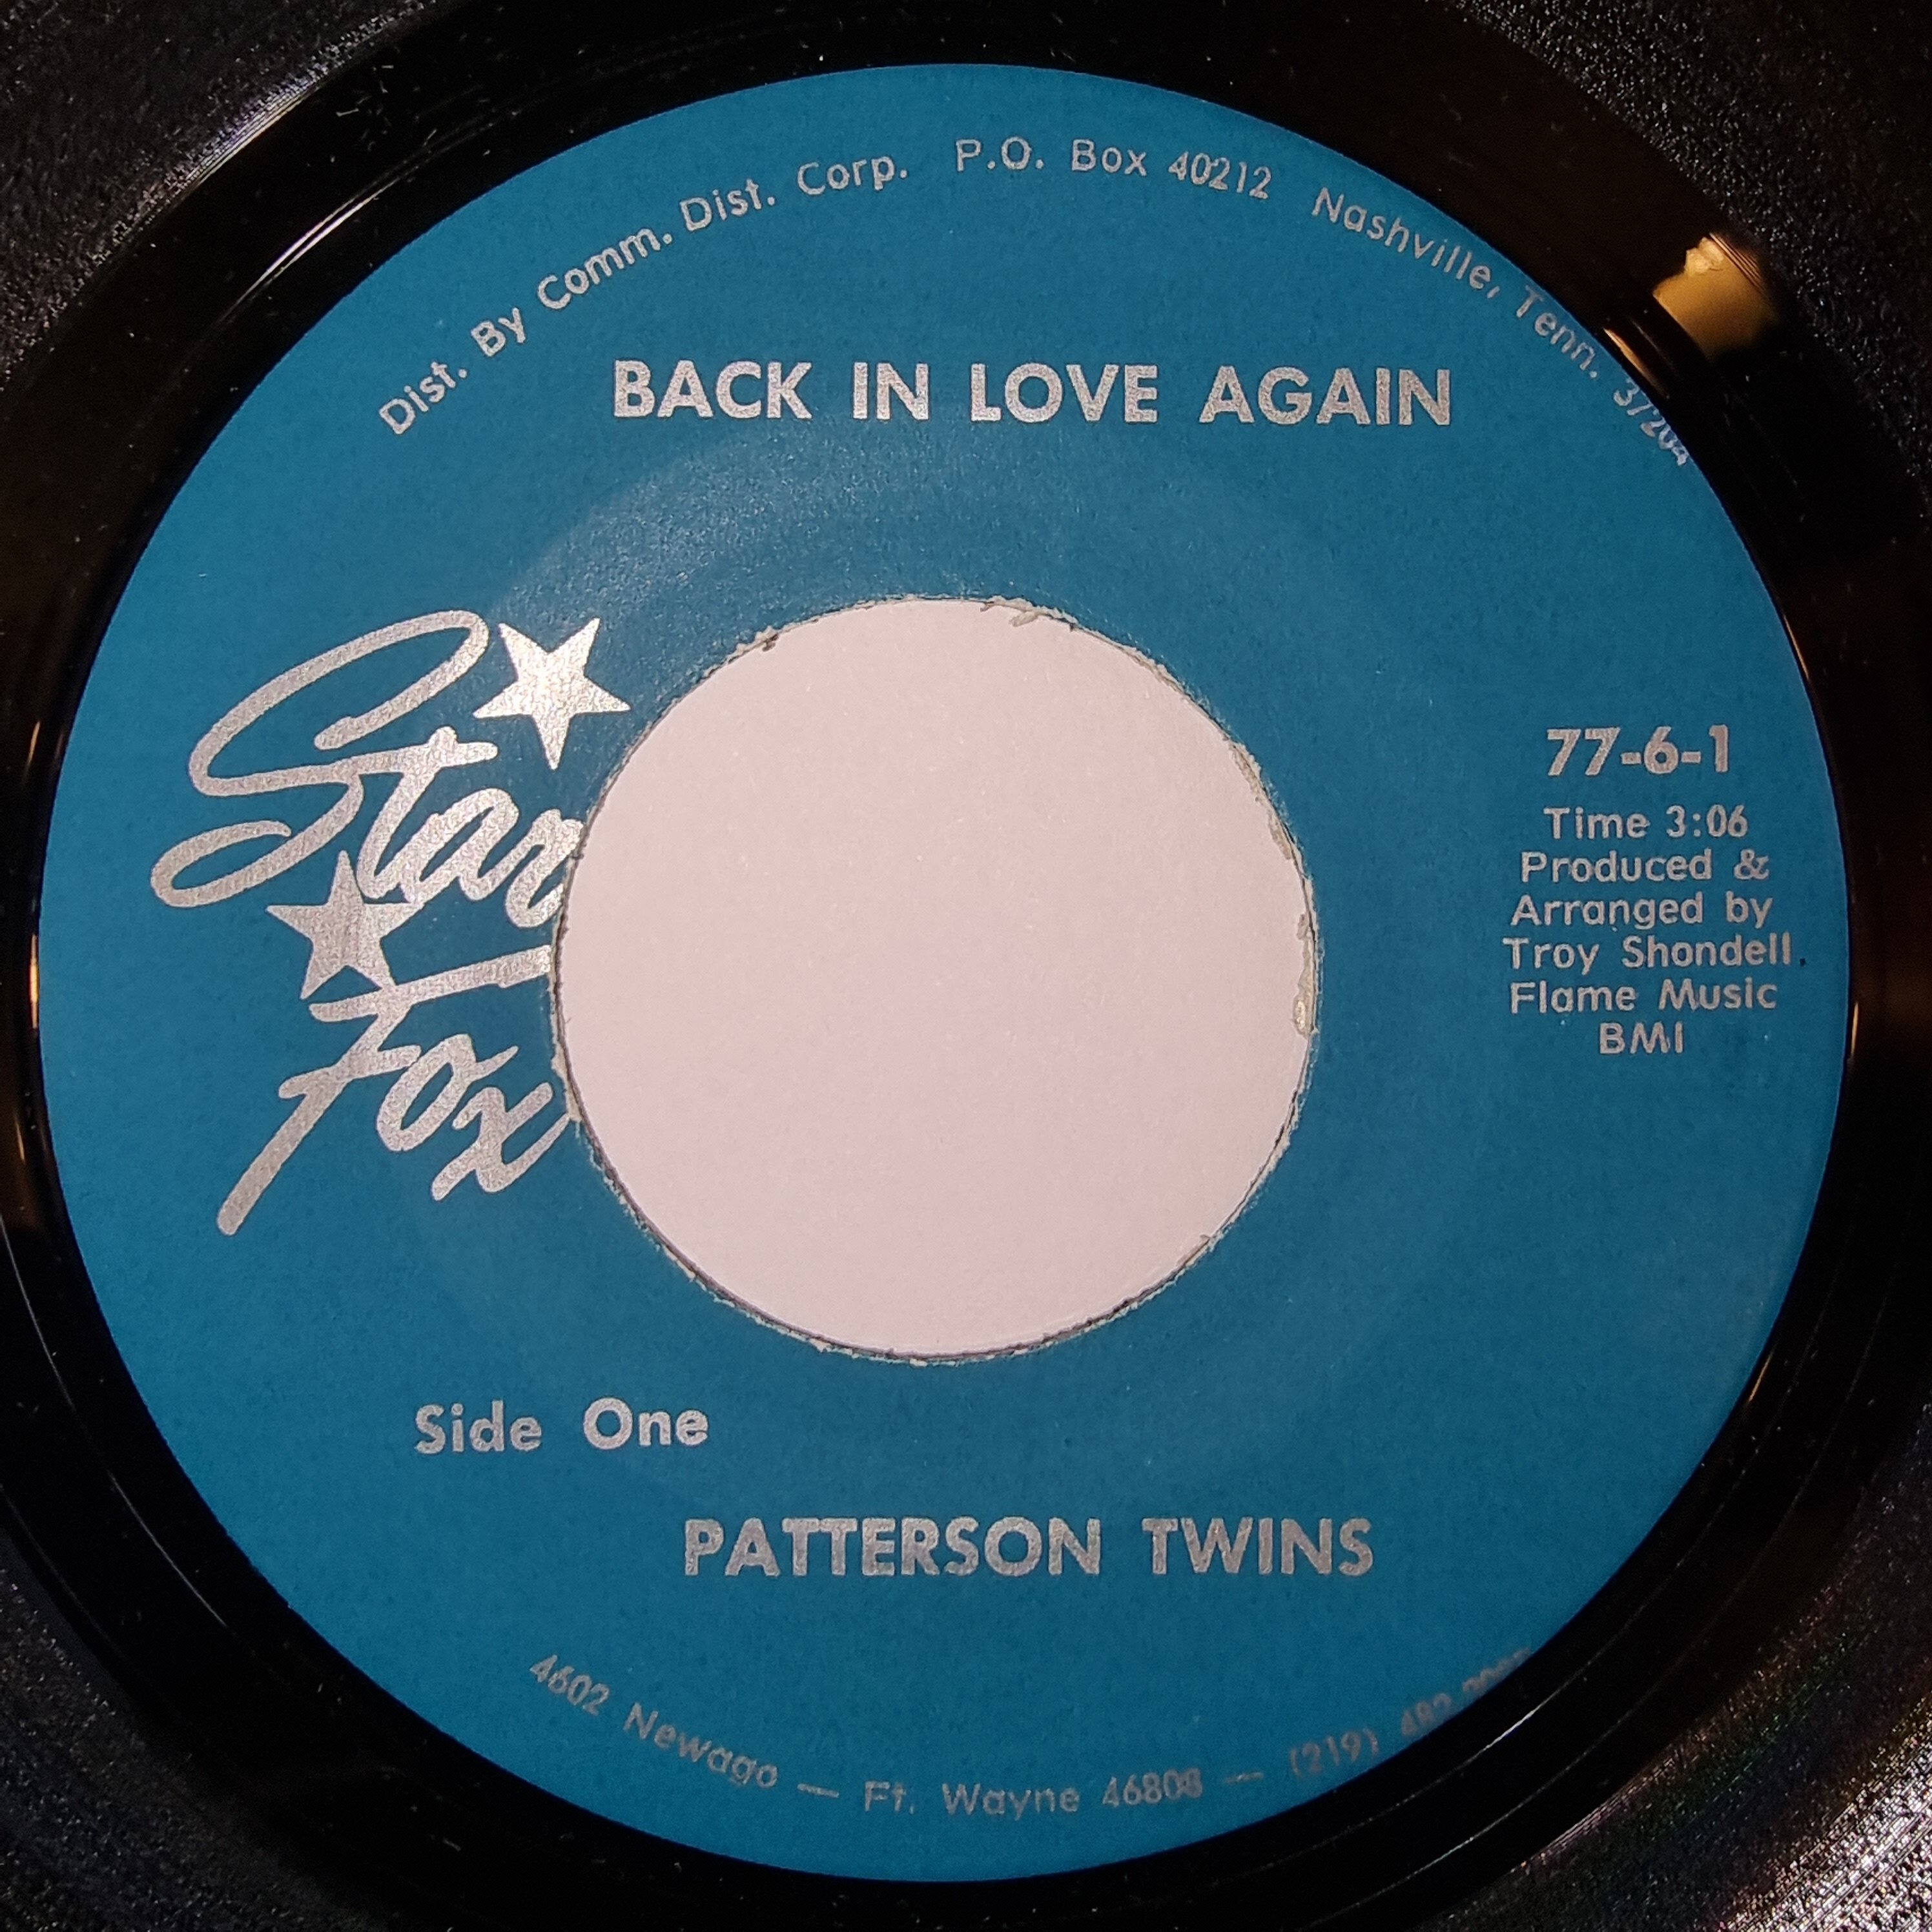 Dist. By Comm. Dist. Corp. P.O. Box 40212 Nashville, Tenn. 37204
BACK IN LOVE AGAIN
Star
Fox
77-6-1
Time 3:06
Produced &
Arranged by
Troy Shondell
Flame Music
BMI
Side One
PATTERSON TWINS
4602 Newago — Ft. Wayne 46808 — (219)